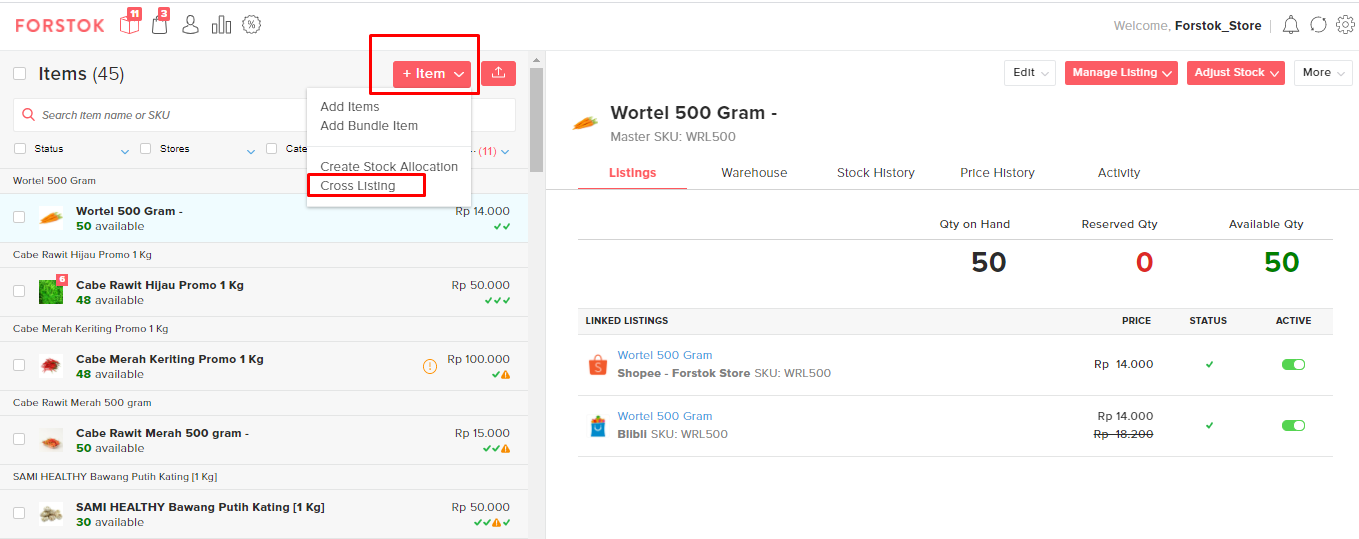 FORSTOK
11
3
Welcome, Forstok_Store
Items (45)
+ Item
Search item name or SKU
Add Items
Add Bundle Item
Create Stock Allocation
Cross Listing
Status
Stores
Cate
.. (11)
Wortel 500 Gram
Wortel 500 Gram -
Rp 14.000
50 available
Cabe Rawit Hijau Promo 1 Kg
6
Cabe Rawit Hijau Promo 1 Kg
Rp 50.000
48 available
Cabe Merah Keriting Promo 1 Kg
Cabe Merah Keriting Promo 1 Kg
Rp 100.000
48 available
Cabe Rawit Merah 500 gram
Cabe Rawit Merah 500 gram -
Rp 15.000
50 available
SAMI HEALTHY Bawang Putih Kating [1 Kg]
SAMI HEALTHY Bawang Putih Kating [1 Kg]
Rp 50.000
30 available
Edit
Manage Listing
Adjust Stock
More
Wortel 500 Gram -
Master SKU: WRL500
Listings
Warehouse
Stock History
Price History
Activity
Qty on Hand
Reserved Qty
Available Qty
50
0
50
LINKED LISTINGS
PRICE
STATUS
ACTIVE
Wortel 500 Gram
Shopee - Forstok Store SKU: WRL500
Rp 14.000
Wortel 500 Gram
Blibli SKU: WRL500
Rp 14.000
Rp 18.200